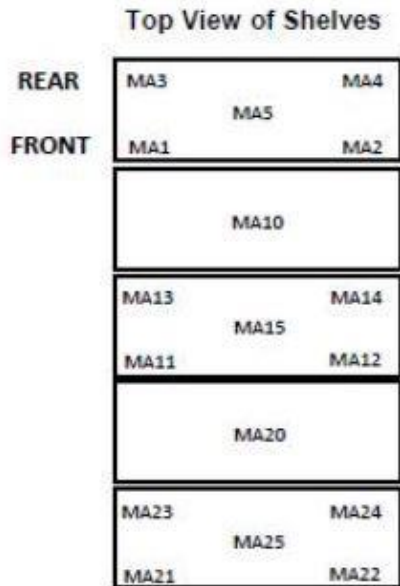 Top View of Shelves
REAR MA3 MA4
MA5
FRONT MA1 MA2
MA10
MA13 MA14
MA15
MA11 MA12
MA20
MA23 MA24
MA25
MA21 MA22